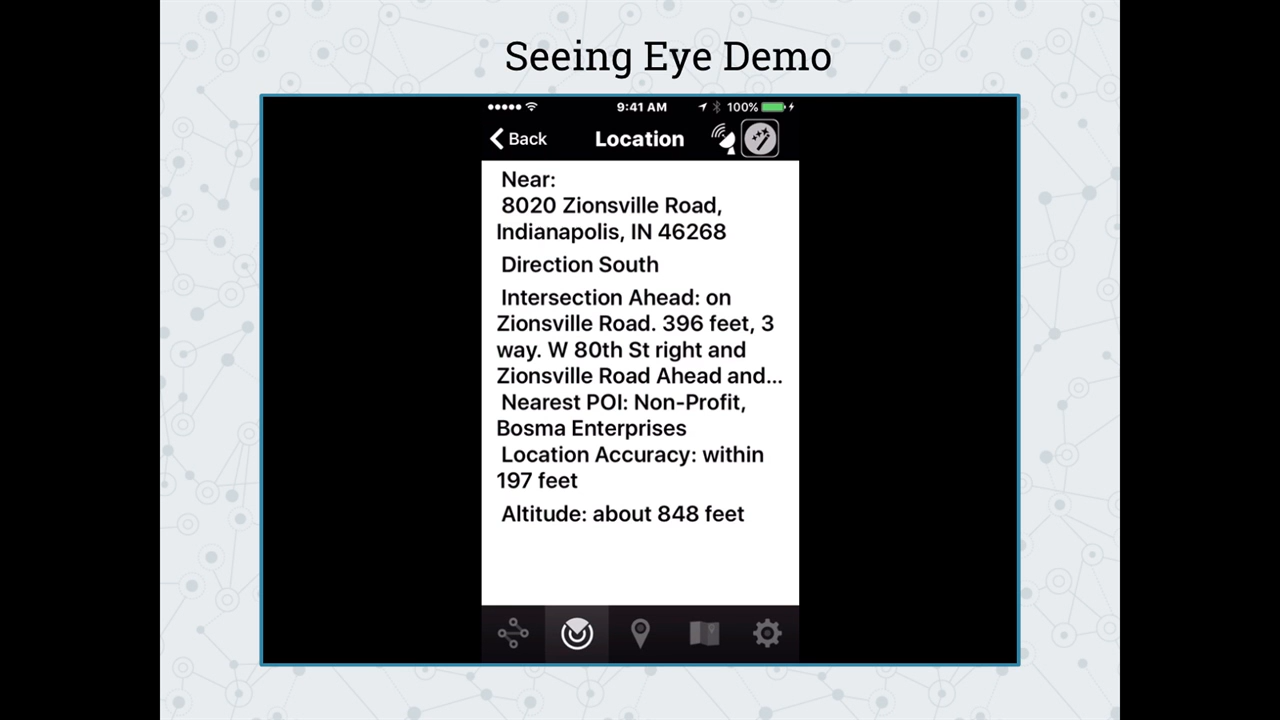 Seeing Eye Demo
9:41 AM
100%
Back
Location
Near:
8020 Zionsville Road,
Indianapolis, IN 46268
Direction South
Intersection Ahead: on
Zionsville Road. 396 feet, 3
way. W 80th St right and
Zionsville Road Ahead and...
Nearest POI: Non-Profit,
Bosma Enterprises
Location Accuracy: within
197 feet
Altitude: about 848 feet